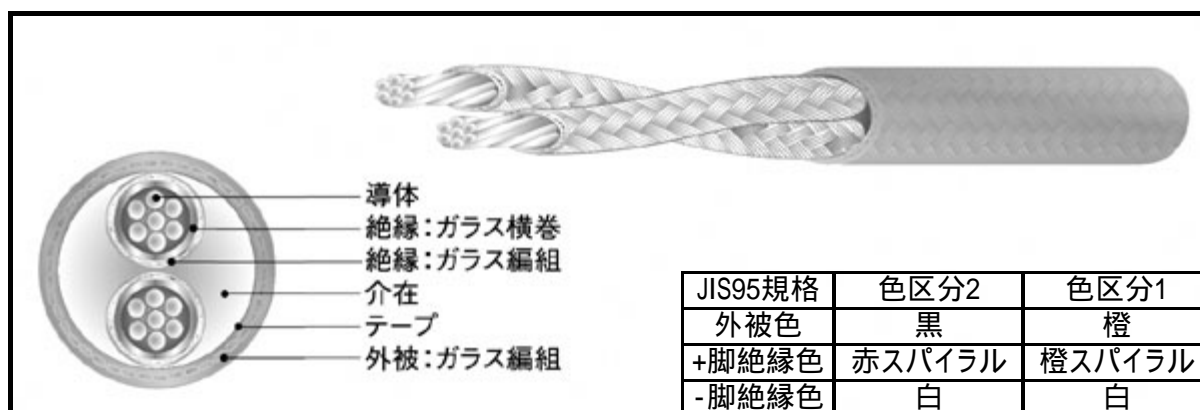 導体
絶縁：ガラス横巻
絶縁：ガラス編組
介在
テープ
外被：ガラス編組
JIS95規格 色区分2 色区分1
外被色 黒 橙
+脚絶縁色 赤スパイラル 橙スパイラル
-脚絶縁色 白 白